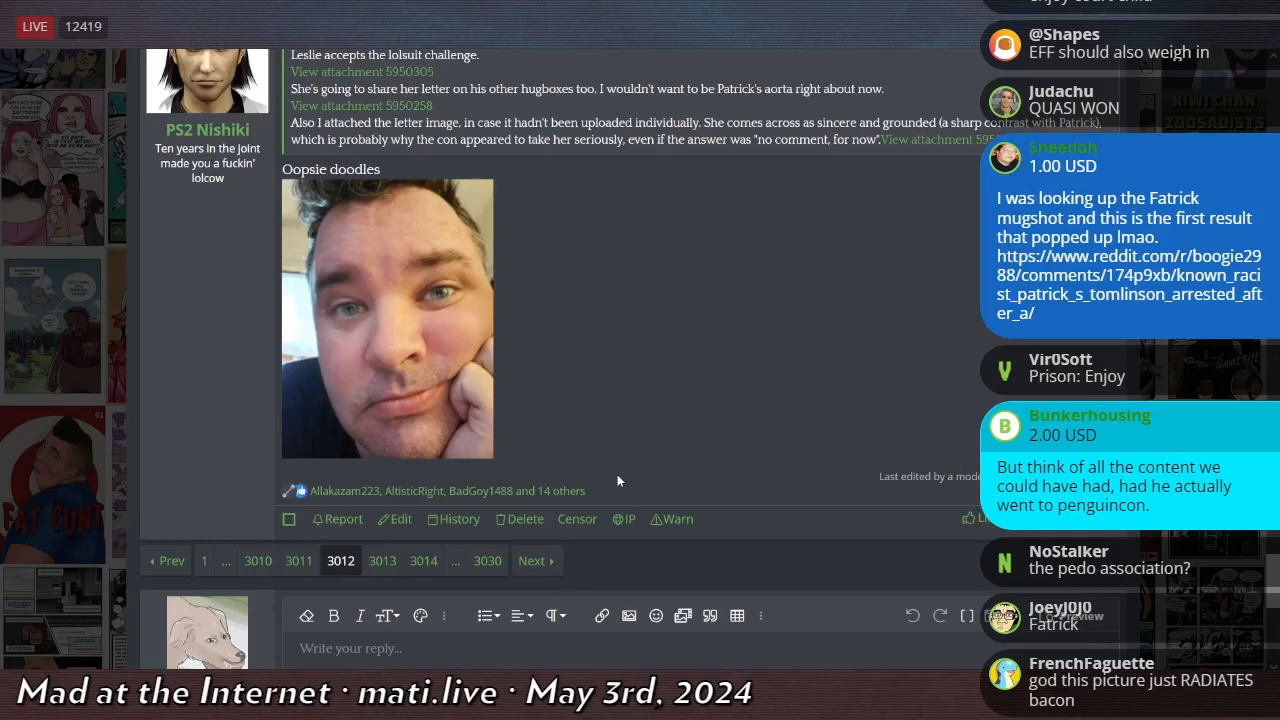 LIVE 12419
Leslie accepts the lolsuit challenge.
View attachment 5950305
She's going to share her letter on his other hugboxes too. I wouldn't want to be Patrick's aorta right about now.
View attachment 5950258
Also I attached the letter image, in case it hadn't been uploaded individually. She comes across as sincere and grounded (a sharp contrast with Patrick),
which is probably why the con appeared to take her seriously, even if the answer was "no comment, for now".View attachment
PS2 Nishiki
Ten years in the joint
made you a fuckin'
lolcow
Oopsie doodles
Last edited by a
Allakazam223, AltisticRight, BadGoy1488 and 14 others
Report Edit History Delete Censor IP Warn
Prev 1 ... 3010 3011 3012 3013 3014 ... 3030 Next
Preview
Write your reply...
@Shapes
EFF should also weigh in
Judachu
QUASI WON
Sneedoh
1.00 USD
I was looking up the Fatrick
mugshot and this is the first result
that popped up lmao.
https://www.reddit.com/r/boogie29
88/comments/174p9xb/known_raci
st_patrick_s_tomlinson_arrested_aft
er_a/
Vir0Soft
Prison: Enjoy
Bunkerhousing
2.00 USD
But think of all the content we
could have had, had he actually
went to penguincon.
NoStalker
the pedo association?
JoeyJ0J0
Fatrick
FrenchFaguette
god this picture just RADIATES
bacon
KIWI CHAN
ZOOSADISTS
FAT CUNT
Mad at the Internet · mati.live · May 3rd, 2024